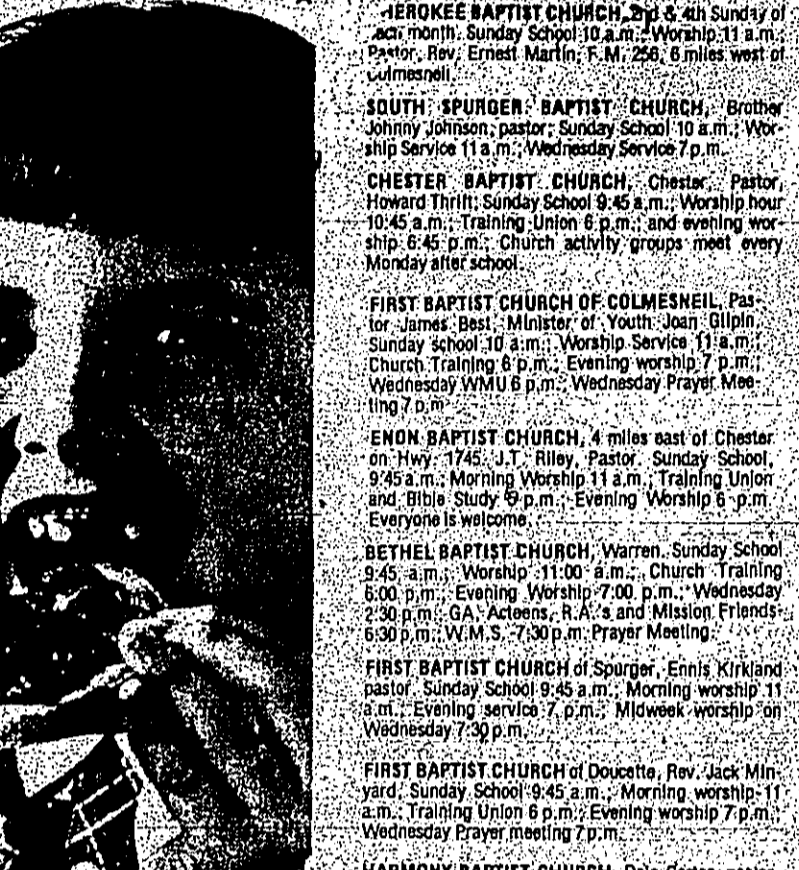 CHEROKEE BAPTIST CHURCH, 2nd & 4th Sunday of
each month. Sunday School 10 a.m.; Worship 11 a.m.;
Pastor, Rev. Ernest Martin, F.M. 256, 6 miles west of
Colmesneil.
SOUTH SPURGER BAPTIST CHURCH, Brother
Johnny Johnson, pastor; Sunday School 10 a.m.; Wor-
ship Service 11 a.m.; Wednesday Service 7 p.m.
CHESTER BAPTIST CHURCH, Chester Pastor,
Howard Thrift; Sunday School 9:45 a.m.; Worship hour
10:45 a.m.; Training Union 6 p.m.; and evening wor-
ship 6:45 p.m.; Church activity groups meet every
Monday after school.
FIRST BAPTIST CHURCH OF COLMESNEIL, Pas-
tor James Best, Minister of Youth Joan Gilpin
Sunday school 10 a.m.; Worship Service 11 a.m.;
Church Training 6 p.m.; Evening worship 7 p.m.;
Wednesday WMU 6 p.m.; Wednesday Prayer Mee-
ting 7 p.m.
ENON BAPTIST CHURCH, 4 miles east of Chester
on Hwy. 1745. J.T. Riley, Pastor. Sunday School,
9:45 a.m.; Morning Worship 11 a.m.; Training Union
and Bible Study p.m.; Evening Worship 6 p.m.
Everyone is welcome.
BETHEL BAPTIST CHURCH, Warren. Sunday School
9:45 a.m.; Worship 11:00 a.m.; Church Training
6:00 p.m.; Evening Worship 7:00 p.m.; Wednesday
2:30 p.m. GA, Acteens, R.A.'s and Mission Friends-
6:30 p.m. W.M.S. 7:30 p.m. Prayer Meeting.
FIRST BAPTIST CHURCH of Spurger, Ennis Kirkland
pastor. Sunday School 9:45 a.m.; Morning worship 11
a.m.; Evening service 7 p.m.; Midweek worship on
Wednesday 7:30 p.m.
FIRST BAPTIST CHURCH of Doucette, Rev. Jack Min-
yard, Sunday School 9:45 a.m.; Morning worship 11
a.m.; Training Union 6 p.m.; Evening worship 7 p.m.;
Wednesday Prayer meeting 7 p.m.
HARMONY BAPTIST CHURCH, Dale